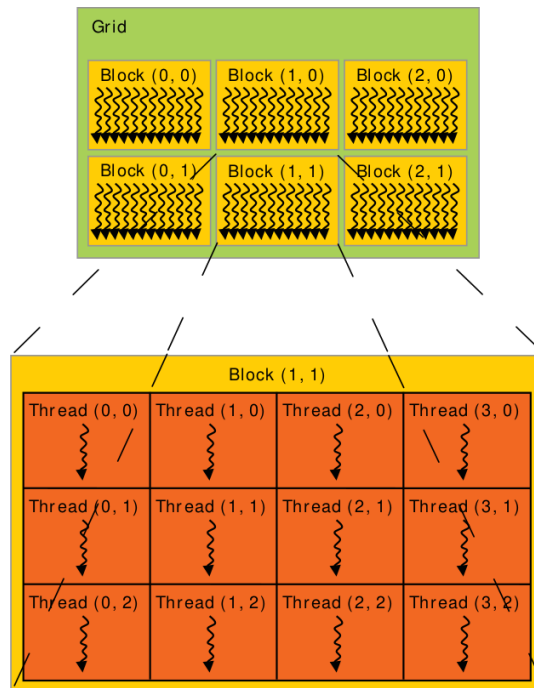 Grid
Block (0, 0) Block (1, 0) Block (2, 0)
Block (0, 1) Block (1, 1) Block (2, 1)
Block (1, 1)
Thread (0, 0) Thread (1, 0) Thread (2, 0) Thread (3, 0)
Thread (0, 1) Thread (1, 1) Thread (2, 1) Thread (3, 1)
Thread (0, 2) Thread (1, 2) Thread (2, 2) Thread (3, 2)